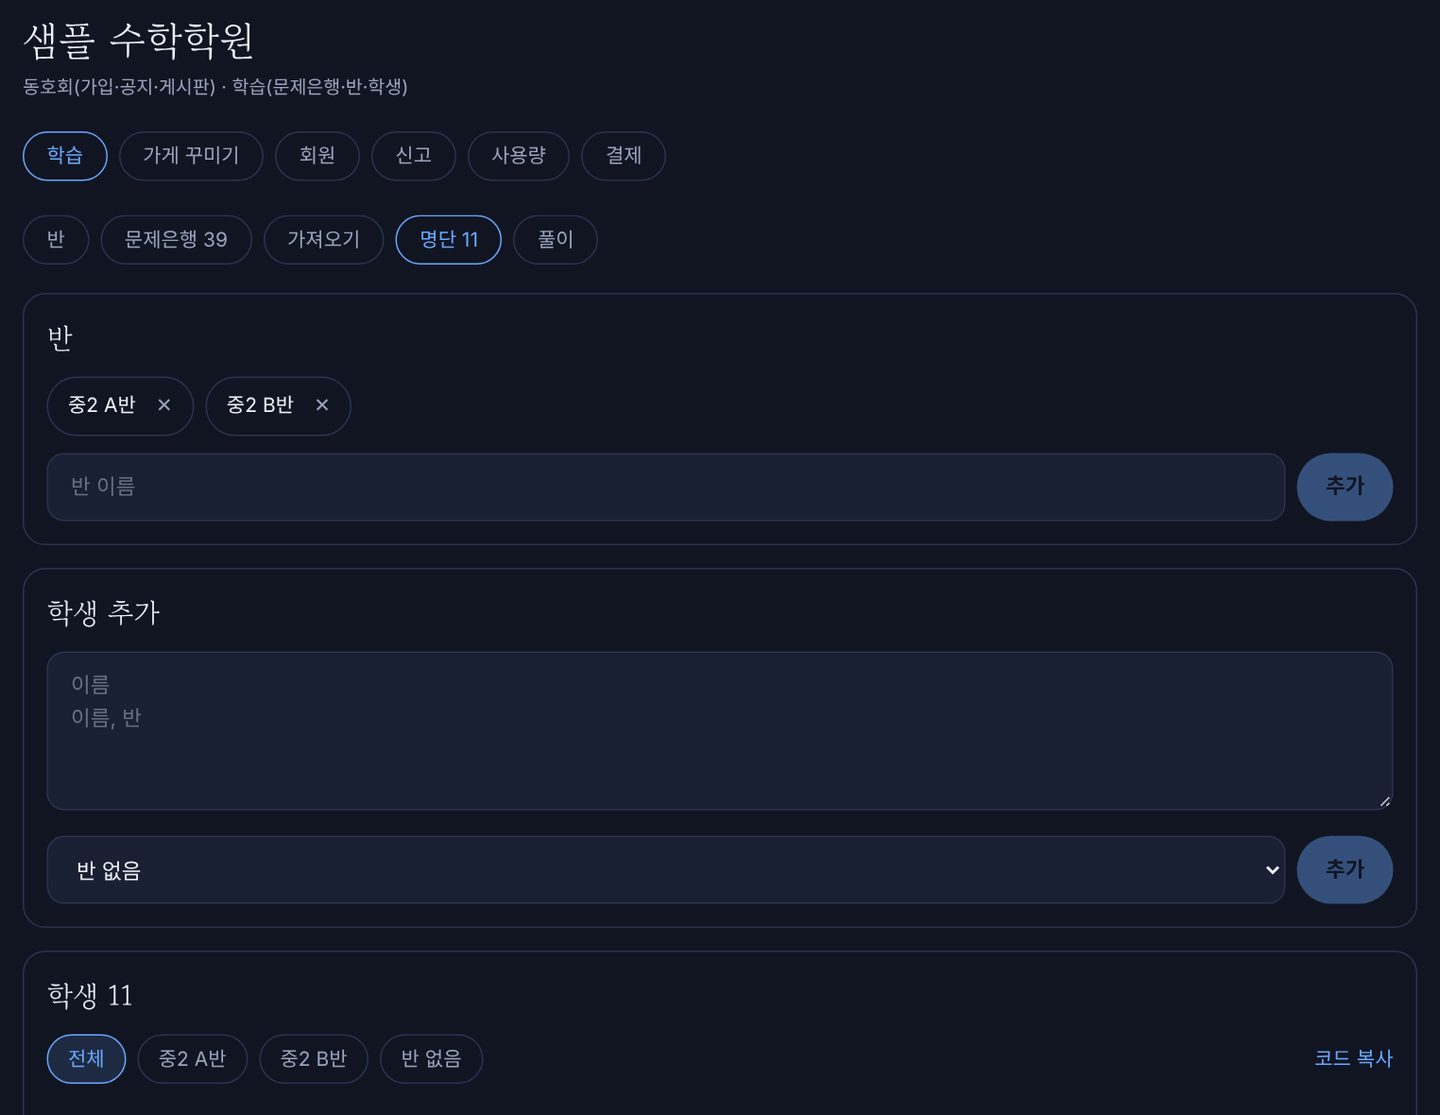 샘플 수학학원
동호회(가입·공지·게시판) · 학습(문제은행·반·학생)
학습 가게 꾸미기 회원 신고 사용량 결제
반 문제은행 39 가져오기 명단 11 풀이
반
중2 A반 × 중2 B반 ×
반 이름 추가
학생 추가
이름
이름, 반
반 없음 추가
학생 11
전체 중2 A반 중2 B반 반 없음 코드 복사